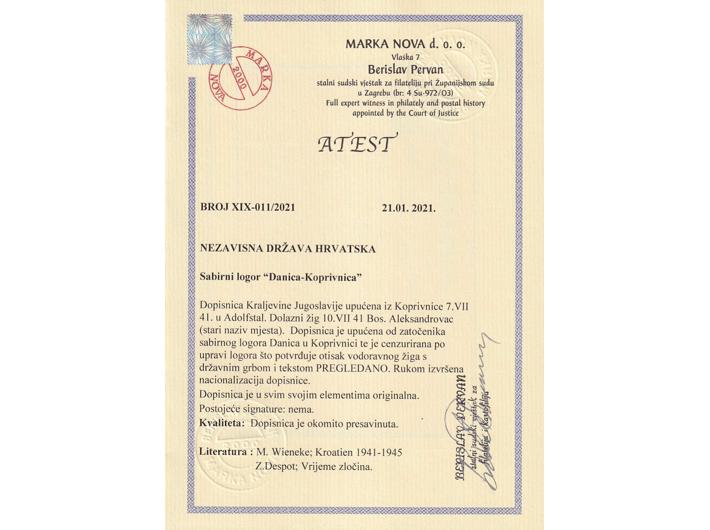 MARKA
2000
NOVA
MARKA NOVA d. o. o.
Vlaška 7
Berislav Pervan
stalni sudski vještak za filateliju pri Županijskom sudu
u Zagrebu (br: 4 Su-972/03)
Full expert witness in philately and postal history
appointed by the Court of Justice
ATEST
BROJ XIX-011/2021 21.01. 2021.
NEZAVISNA DRŽAVA HRVATSKA
Sabirni logor “Danica-Koprivnica”
Dopisnica Kraljevine Jugoslavije upućena iz Koprivnice 7.VII
41. u Adolfstal. Dolazni žig 10.VII 41 Bos. Aleksandrovac
(stari naziv mjesta). Dopisnica je upućena od zatočenika
sabirnog logora Danica u Koprivnici te je cenzurirana po
upravi logora što potvrđuje otisak vodoravnog žiga s
državnim grbom i tekstom PREGLEDANO. Rukom izvršena
nacionalizacija dopisnice.
Dopisnica je u svim svojim elementima originalna.
Postojeće signature: nema.
Kvaliteta: Dopisnica je okomito presavinuta.
Literatura : M. Wieneke; Kroatien 1941-1945
Z.Despot; Vrijeme zločina.
BERISLAV PERVAN
stalni sudski vještak za
filateliju